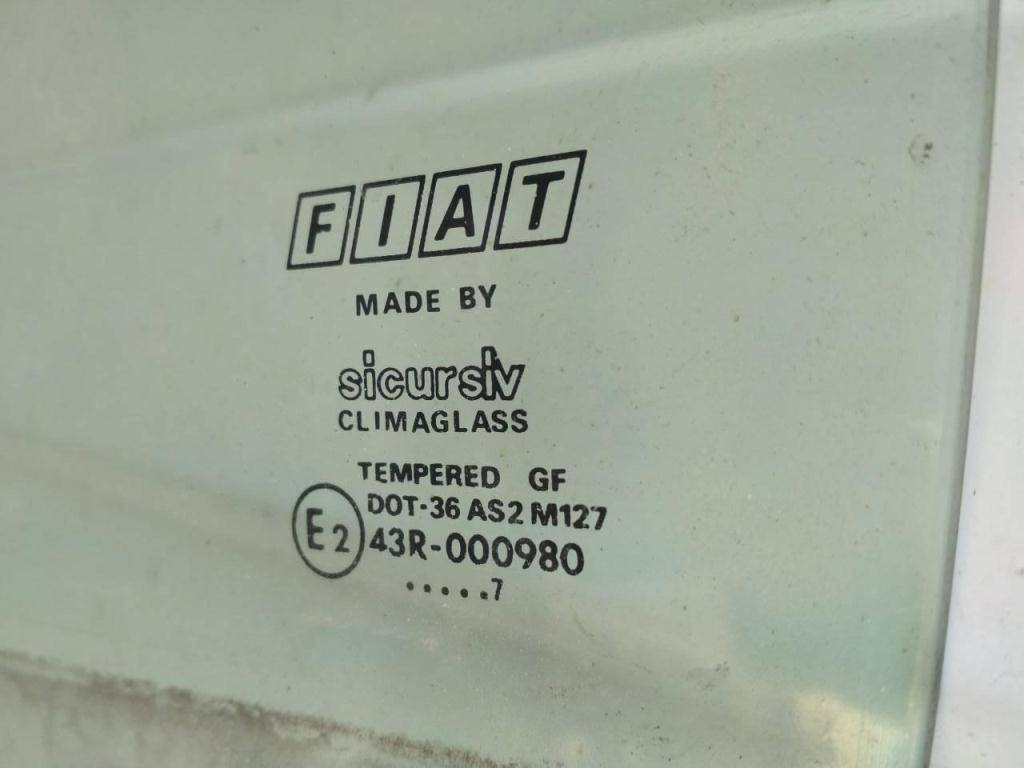 FIAT
MADE BY
sicursiv
CLIMAGLASS
TEMPERED GF
DOT-36 AS2 M127
E2 43R-000980
.....7